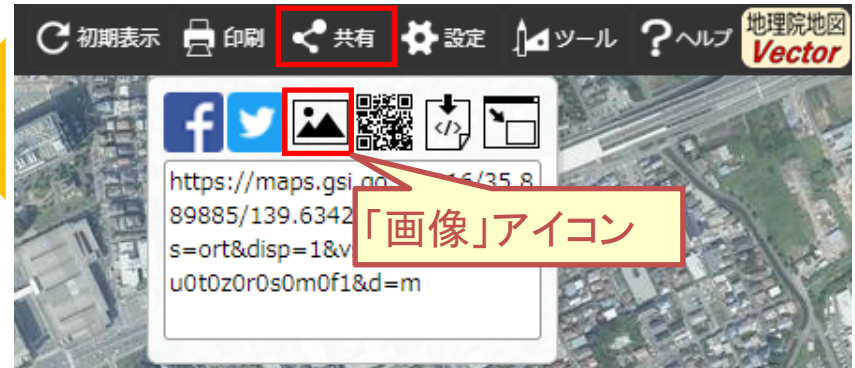 初期表示 印刷 共有 設定 ツール ヘルプ 地理院地図
Vector
https://maps.gsi.go
16/35.8
89885/139.6342
「画像」アイコン
s=ort&disp=1&v
u0t0z0r0s0m0f1&d=m